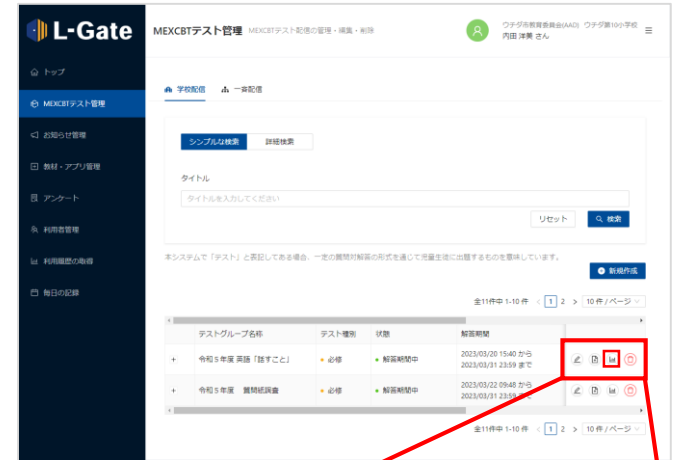 L-Gate
MEXCBTテスト管理 MEXCBTテスト配信の管理・編集・削除
A
ウチダ市教育委員会(AAD) ウチダ第10小学校
内田 洋美 さん
トップ
MEXCBTテスト管理
お知らせ管理
教材・アプリ管理
アンケート
利用者管理
利用履歴の取得
毎日の記録
学校配信 一斉配信
シンプルな検索 詳細検索
タイトル
タイトルを入力してください
リセット 検索
本システムで「テスト」と表記してある場合、一定の質問対解答の形式を通じて児童生徒に出題するものを意味しています。
新規作成
全11件中 1-10 件 < 1 2 > 10 件 / ページ
テストグループ名称 テスト種別 状態 解答期間
+ 令和5年度 英語「話すこと」 必修 解答期間中 2023/03/20 15:40 から
2023/03/31 23:59 まで
+ 令和5年度 質問紙調査 必修 解答期間中 2023/03/22 09:48 から
2023/03/31 23:59 まで
全11件中 1-10 件 < 1 2 > 10 件 / ページ